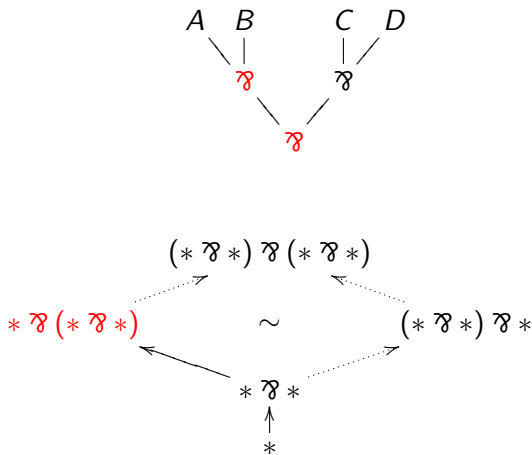 A B C D
⅋ ⅋
⅋
(∗ ⅋ ∗) ⅋ (∗ ⅋ ∗)
∗ ⅋ (∗ ⅋ ∗) ∼ (∗ ⅋ ∗) ⅋ ∗
∗ ⅋ ∗
∗